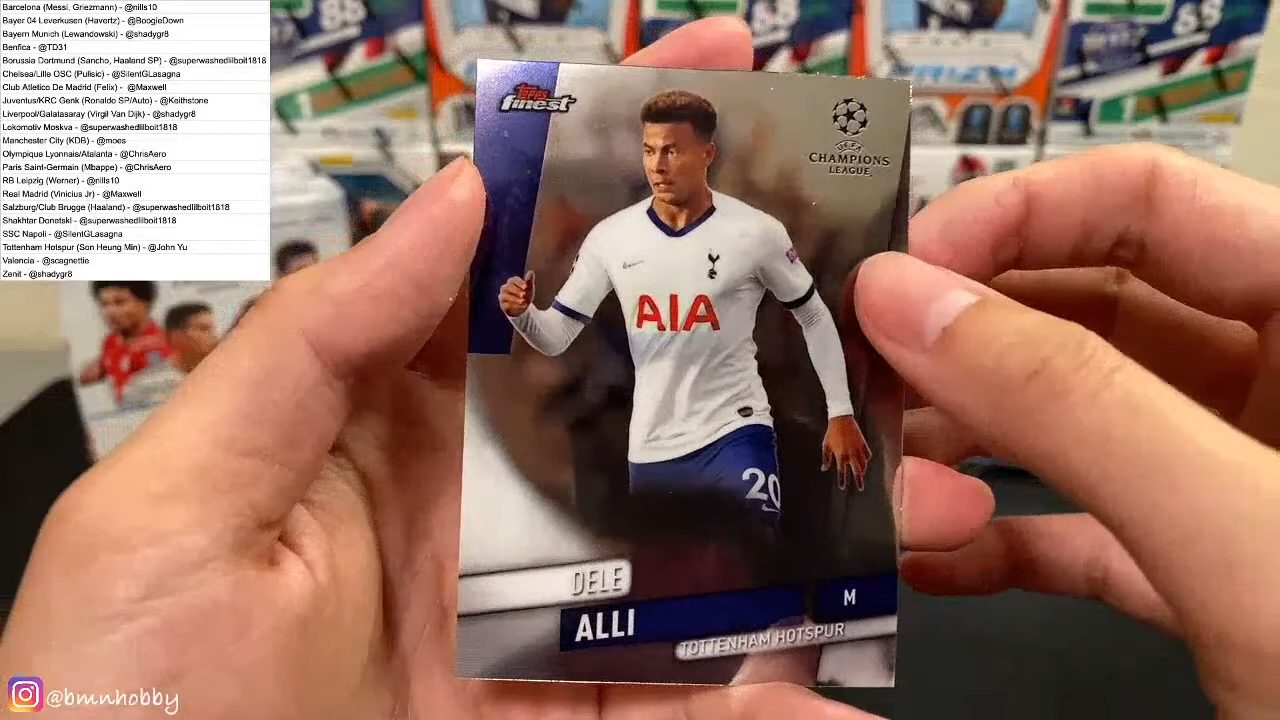 Barcelona (Messi, Griezmann) - @nills10
Bayer 04 Leverkusen (Havertz) - @BoogieDown
Bayern Munich (Lewandowski) - @shadygr8
Benfica - @TD31
Borussia Dortmund (Sancho, Haaland SP) - @superwashedlilboit1818
Chelsea/Lille OSC (Pulisic) - @SilentGLasagna
Club Atletico De Madrid (Felix) - @Maxwell
Juventus/KRC Genk (Ronaldo SP/Auto) - @Keithstone
Liverpool/Galatasaray (Virgil Van Dijk) - @shadygr8
Lokomotiv Moskva - @superwashedlilboit1818
Manchester City (KDB) - @moes
Olympique Lyonnais/Atalanta - @ChrisAero
Paris Saint-Germain (Mbappe) - @ChrisAero
RB Leipzig (Werner) - @nills10
Real Madrid (Vinicius Jr) - @Maxwell
Salzburg/Club Brugge (Haaland) - @superwashedlilboit1818
Shakhtar Donetski - @superwashedlilboit1818
SSC Napoli - @SilentGLasagna
Tottenham Hotspur (Son Heung Min) - @John Yu
Valencia - @scagnettie
Zenit - @shadygr8
Topps
finest
UEFA
CHAMPIONS
LEAGUE
AIA
20
DELE
ALLI
M
TOTTENHAM HOTSPUR
@bmnhobby